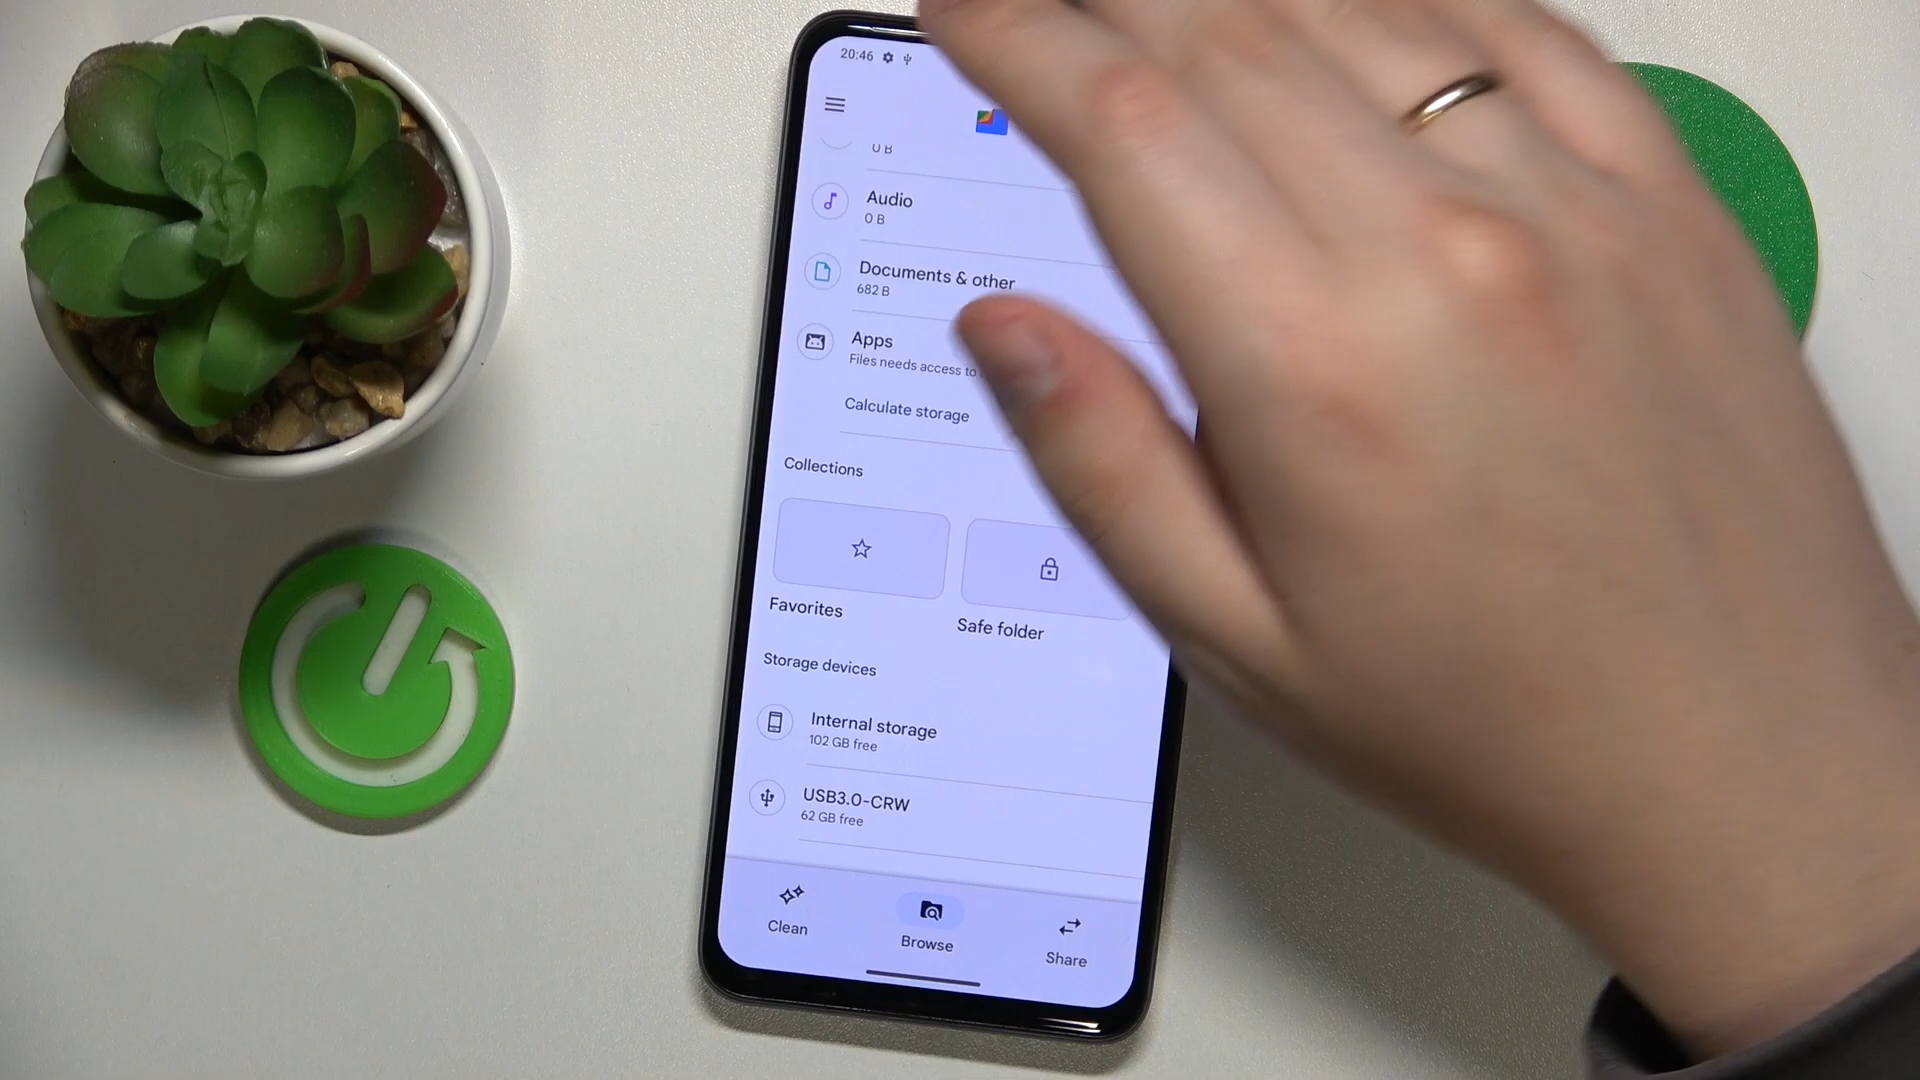 20:46
0 B
Audio
0 B
Documents & other
682 B
Apps
Files needs access to
Calculate storage
Collections
Favorites
Safe folder
Storage devices
Internal storage
102 GB free
USB3.0-CRW
62 GB free
Clean
Browse
Share